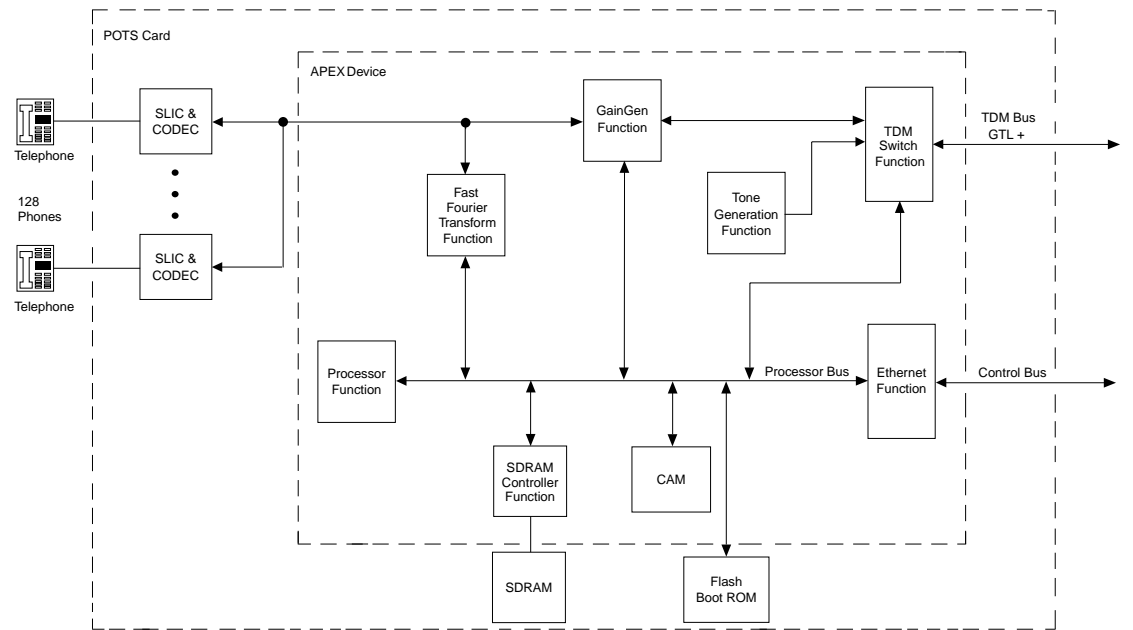 POTS Card
APEX Device
SLIC &
CODEC
GainGen
Function
TDM
Switch
Function
TDM Bus
GTL +
Telephone
128
Phones
Fast
Fourier
Transform
Function
Tone
Generation
Function
SLIC &
CODEC
Telephone
Processor
Function
Processor Bus
Ethernet
Function
Control Bus
SDRAM
Controller
Function
CAM
SDRAM
Flash
Boot ROM